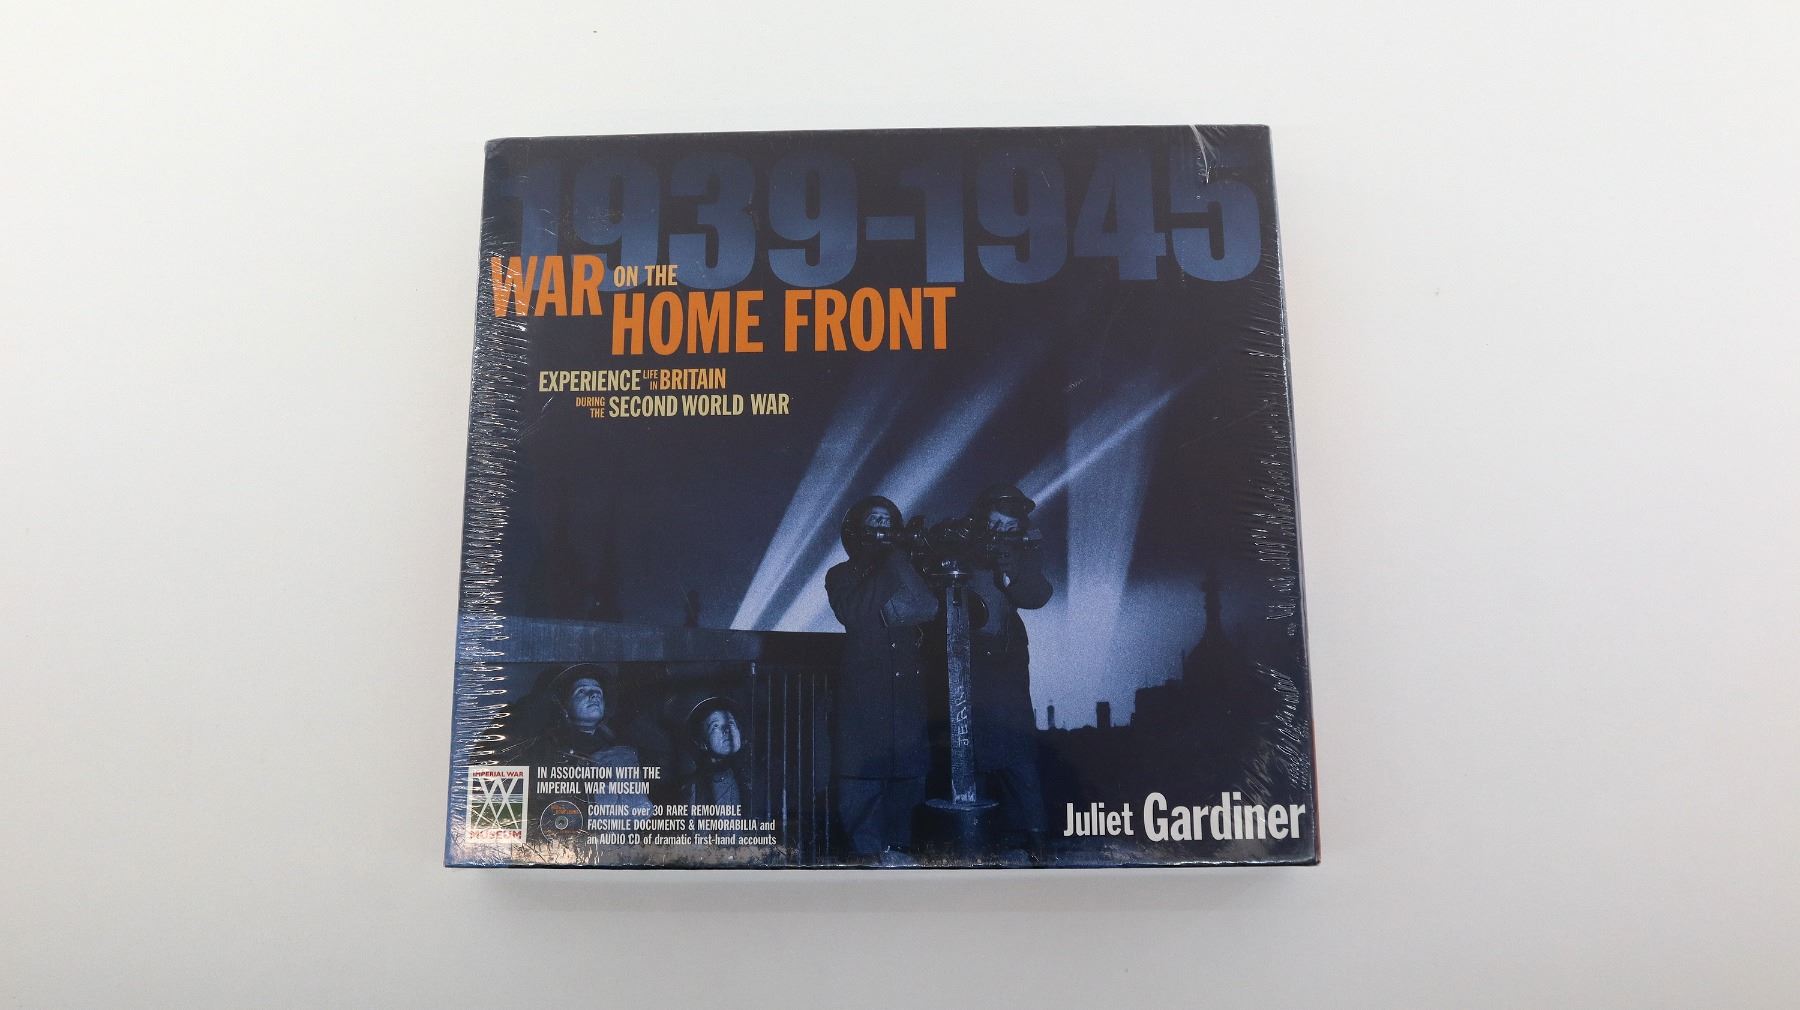 1939-1945
WAR ON THE
HOME FRONT
EXPERIENCE LIFE IN BRITAIN
DURING THE SECOND WORLD WAR
IMPERIAL WAR
MUSEUM
IN ASSOCIATION WITH THE
IMPERIAL WAR MUSEUM
CONTAINS over 30 RARE REMOVABLE
FACSIMILE DOCUMENTS & MEMORABILIA and
an AUDIO CD of dramatic first-hand accounts
Juliet Gardiner